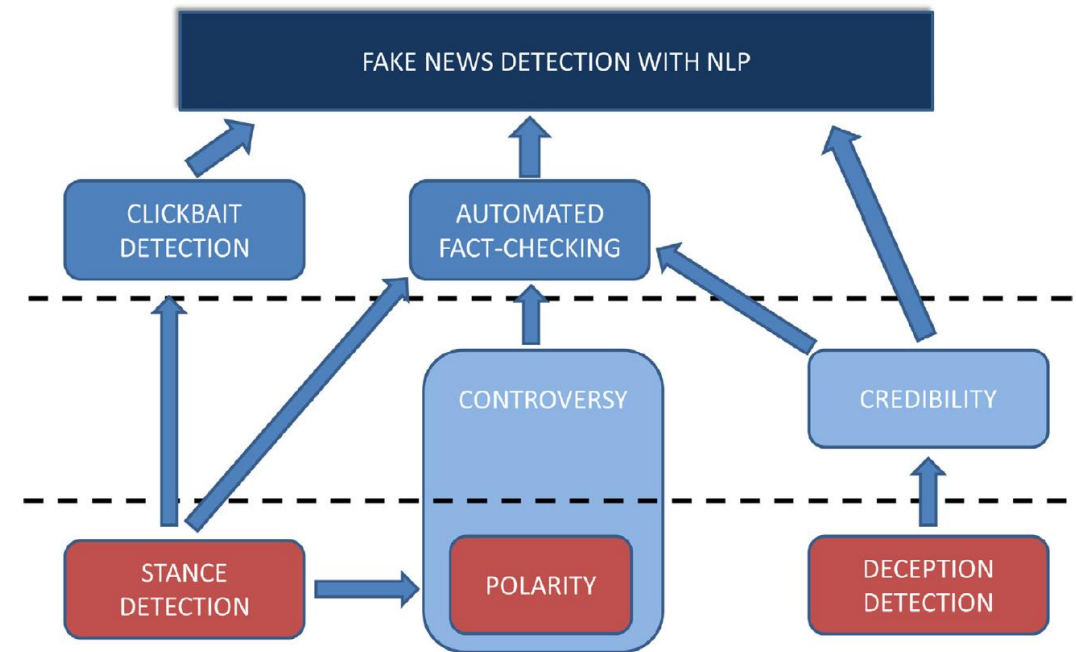 FAKE NEWS DETECTION WITH NLP
CLICKBAIT
DETECTION
AUTOMATED
FACT-CHECKING
CONTROVERSY
CREDIBILITY
STANCE
DETECTION
POLARITY
DECEPTION
DETECTION